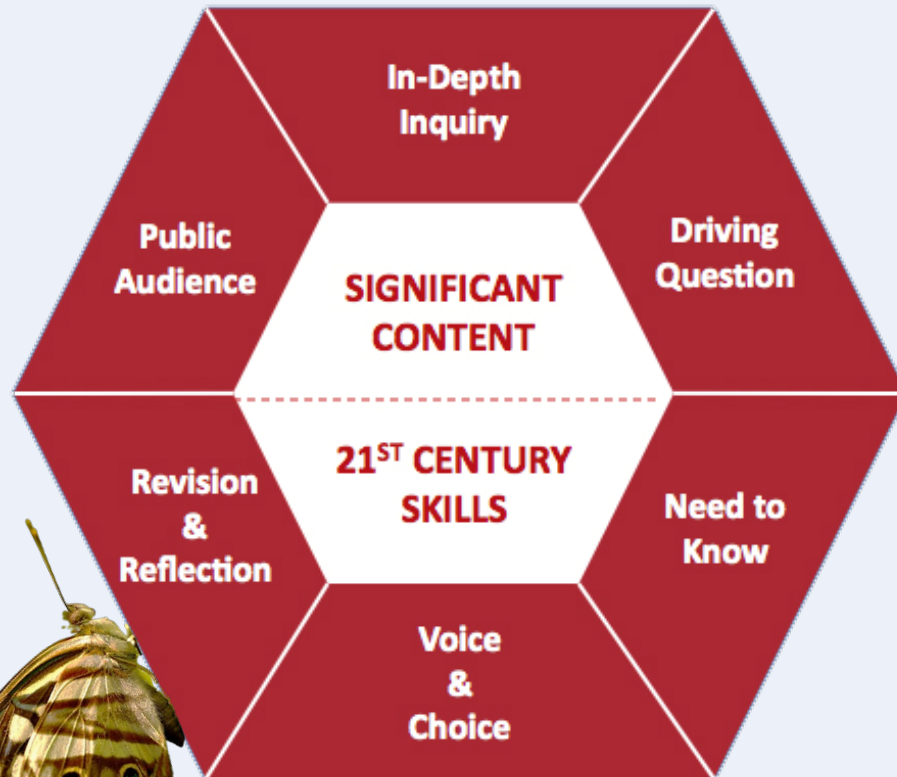 In-Depth
Inquiry
Driving
Question
Need to
Know
Voice
&
Choice
Revision
&
Reflection
Public
Audience
SIGNIFICANT
CONTENT
21ST CENTURY
SKILLS